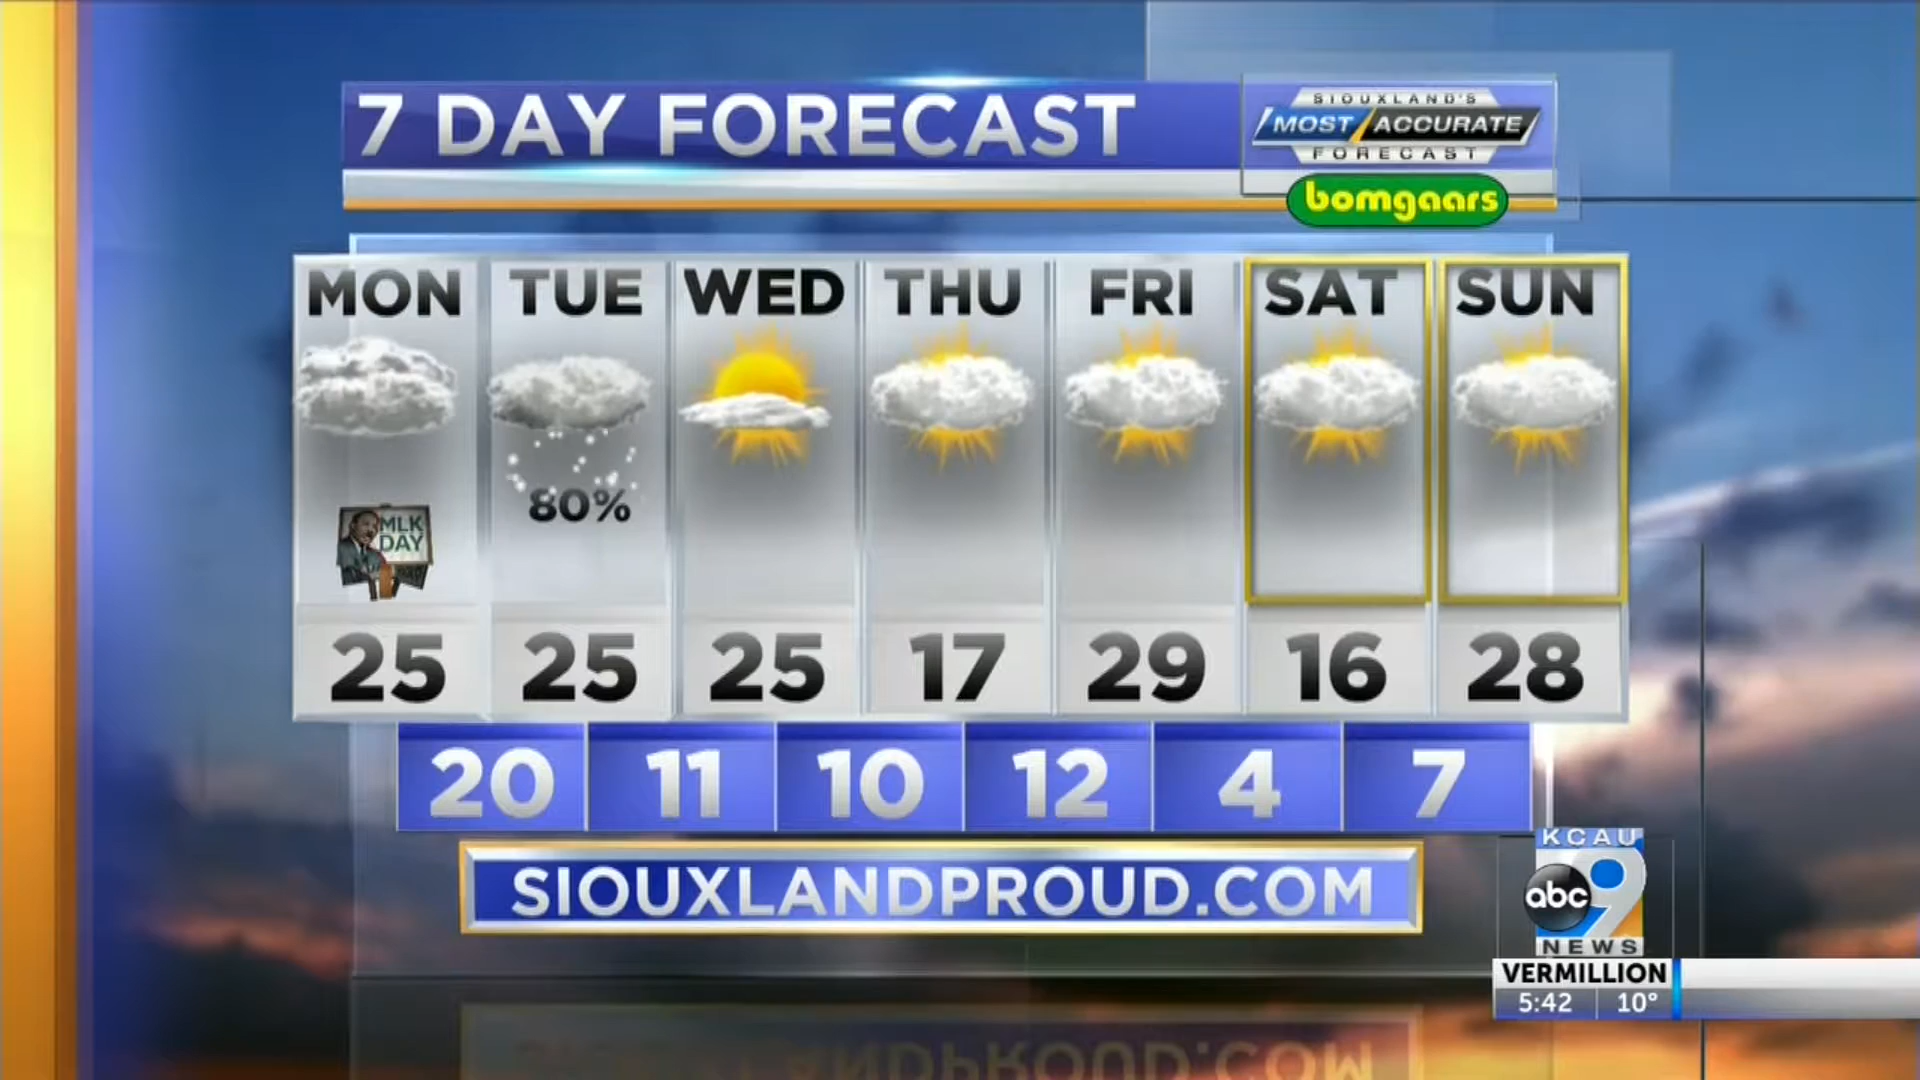 7 DAY FORECAST
SIOUXLAND'S
MOST ACCURATE
FORECAST
bomgaars
MON TUE WED THU FRI SAT SUN
80%
MLK
DAY
25 25 25 17 29 16 28
20 11 10 12 4 7
SIOUXLANDPROUD.COM
KCAU
abc 9
NEWS
VERMILLION
5:42 10°